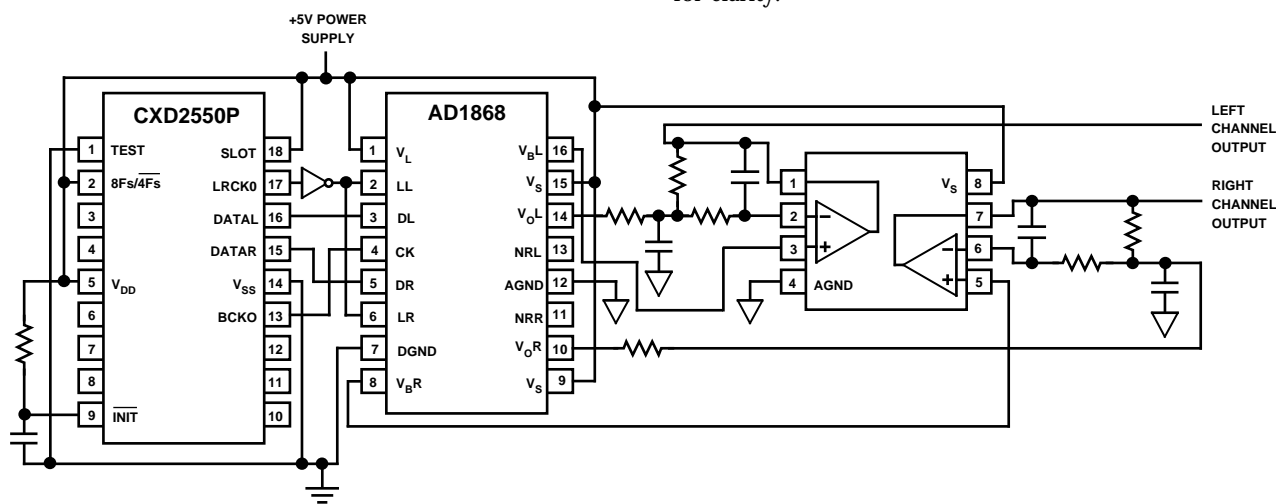 for clarity.
+5V POWER
SUPPLY
CXD2550P
1 TEST
2 8Fs/4Fs
3
4
5 VDD
6
7
8
9 INIT
SLOT 18
LRCK0 17
DATAL 16
DATAR 15
VSS 14
BCKO 13
12
11
10
AD1868
1 VL
2 LL
3 DL
4 CK
5 DR
6 LR
7 DGND
8 VBR
VBL 16
VS 15
VOL 14
NRL 13
AGND 12
NRR 11
VOR 10
VS 9
1
2 −
3 +
4 AGND
VS 8
7
− 6
+ 5
LEFT
CHANNEL
OUTPUT
RIGHT
CHANNEL
OUTPUT